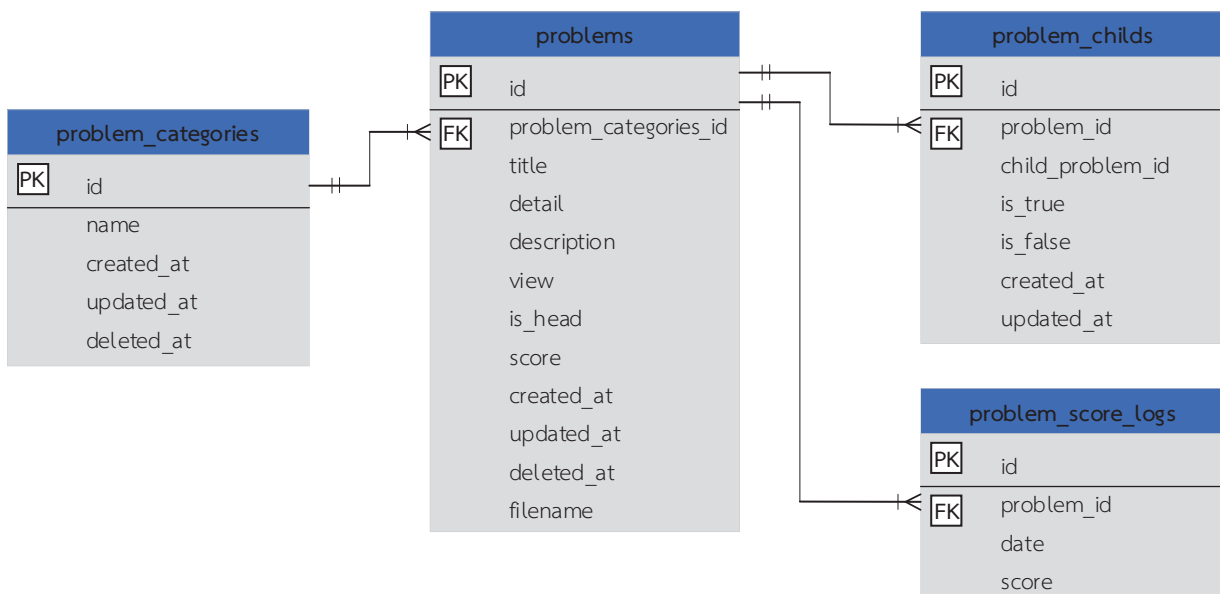 problem_categories
PK
id
name
created_at
updated_at
deleted_at
problems
PK
id
FK
problem_categories_id
title
detail
description
view
is_head
score
created_at
updated_at
deleted_at
filename
problem_childs
PK
id
FK
problem_id
child_problem_id
is_true
is_false
created_at
updated_at
problem_score_logs
PK
id
FK
problem_id
date
score